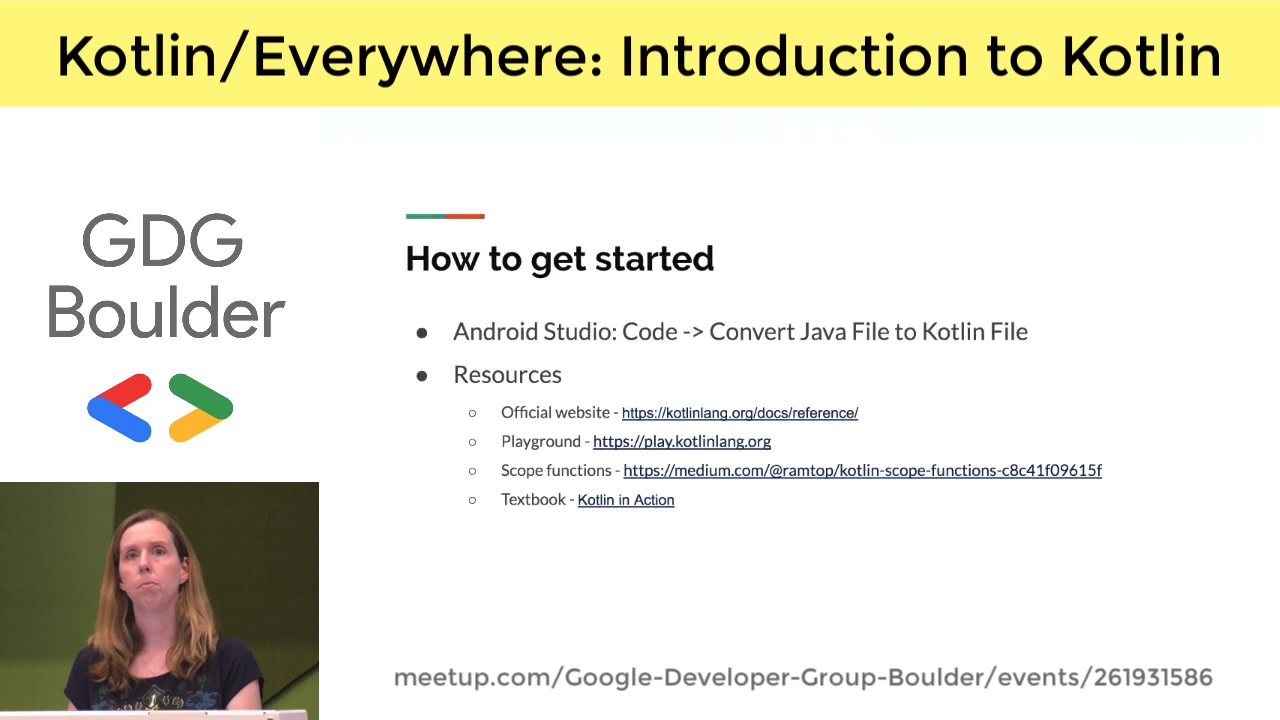 Kotlin/Everywhere: Introduction to Kotlin
GDG
Boulder
How to get started
● Android Studio: Code -> Convert Java File to Kotlin File
● Resources
○ Official website - https://kotlinlang.org/docs/reference/
○ Playground - https://play.kotlinlang.org
○ Scope functions - https://medium.com/@ramtop/kotlin-scope-functions-c8c41f09615f
○ Textbook - Kotlin in Action
meetup.com/Google-Developer-Group-Boulder/events/261931586